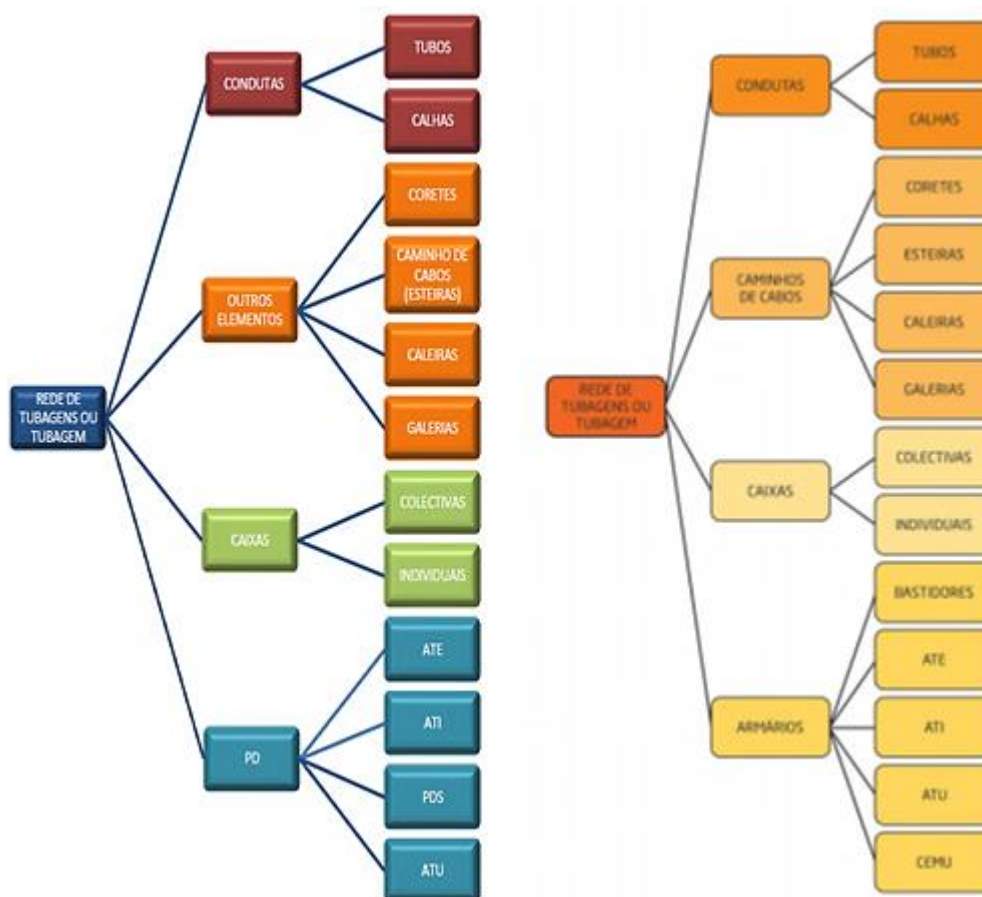 TUBOS
CONDUTAS
CALHAS
CORETES
CAMINHO DE
CABOS
(ESTEIRAS)
OUTROS
ELEMENTOS
CALEIRAS
GALERIAS
REDE DE
TUBAGENS OU
TUBAGEM
COLECTIVAS
CAIXAS
INDIVIDUAIS
ATE
ATI
PD
PDS
ATU
TUBOS
CONDUTAS
CALHAS
CORETES
ESTEIRAS
CAMINHOS
DE CABOS
CALEIRAS
GALERIAS
REDE DE
TUBAGENS OU
TUBAGEM
COLECTIVAS
CAIXAS
INDIVIDUAIS
BASTIDORES
ATE
ARMÁRIOS
ATI
ATU
CEMU